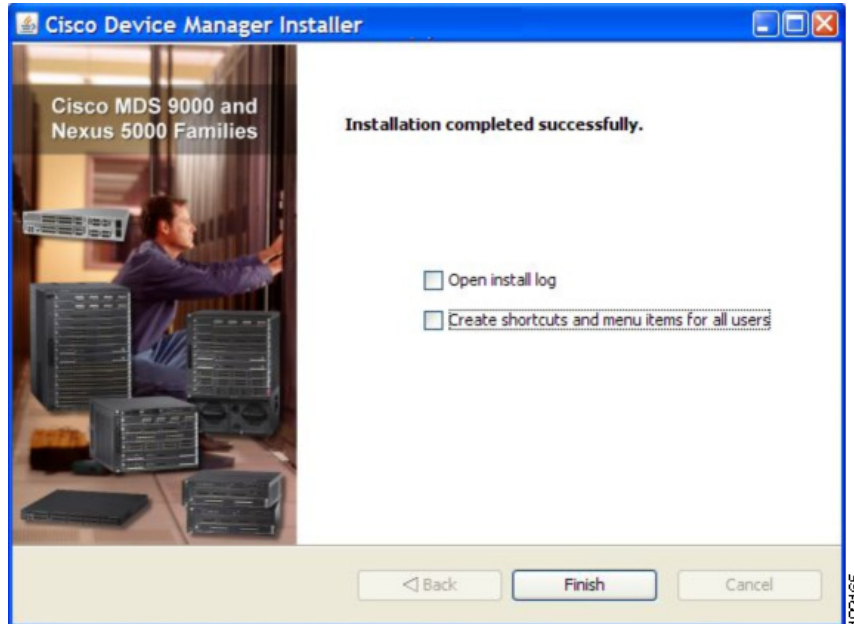 Cisco Device Manager Installer
Cisco MDS 9000 and
Nexus 5000 Families
Installation completed successfully.
Open install log
Create shortcuts and menu items for all users
Back
Finish
Cancel